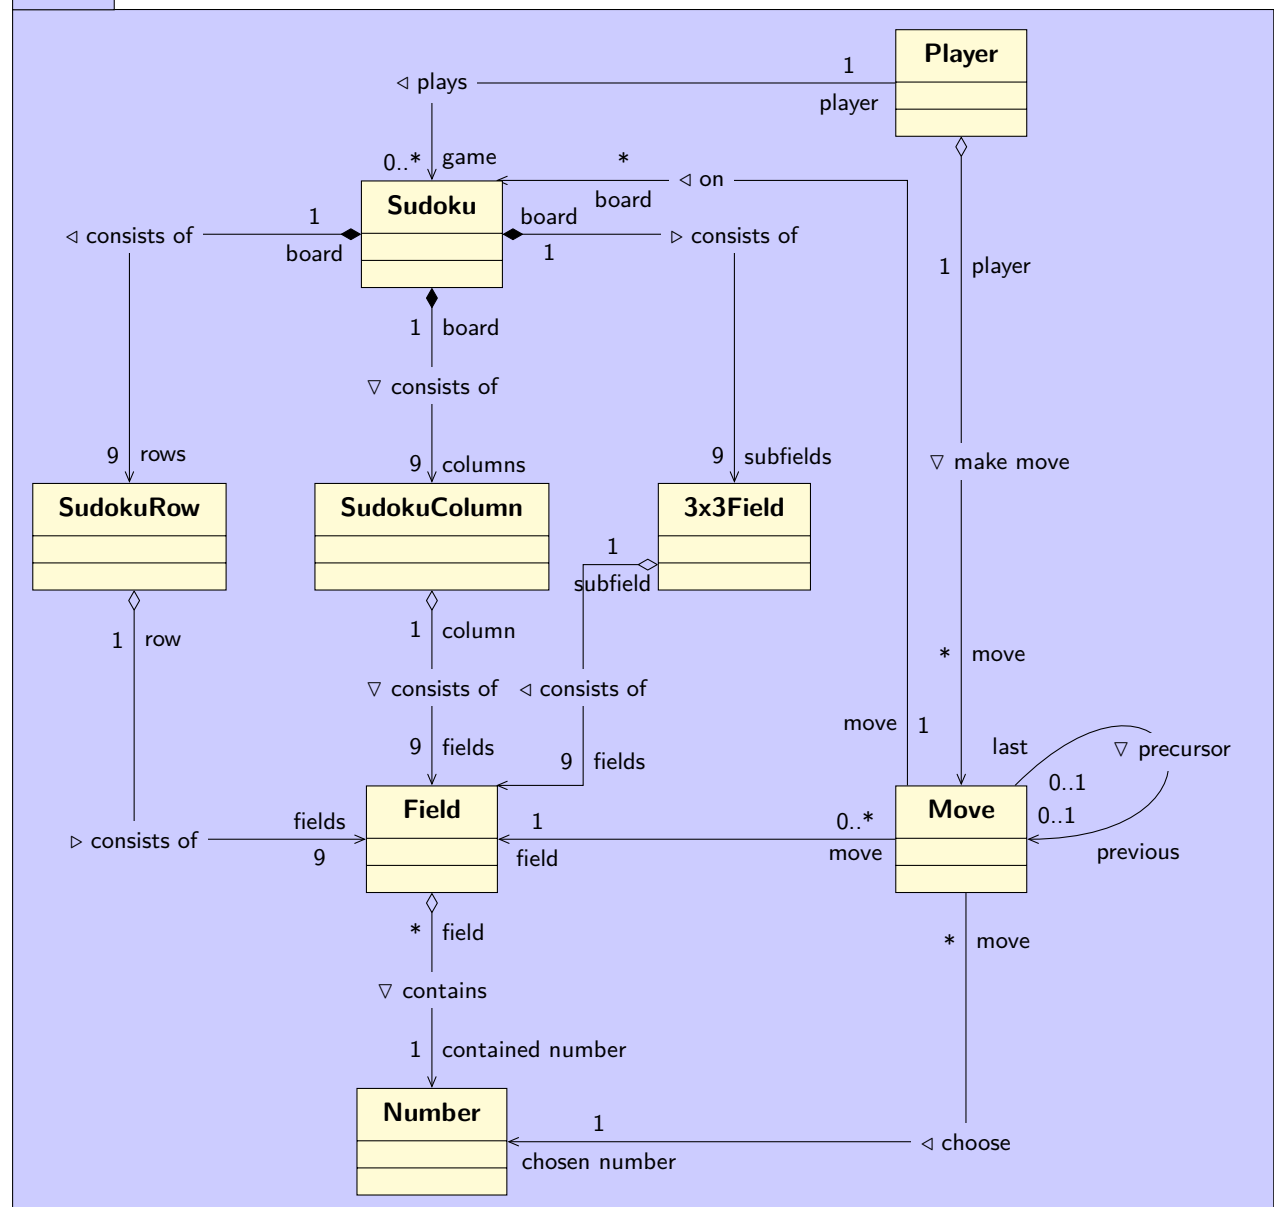 Player
1
◁ plays
player
0..* game
*
◁ on
board
Sudoku
1
◁ consists of
board
board
▷ consists of
1
1 player
1 board
▽ consists of
9 rows
9 columns
9 subfields
▽ make move
SudokuRow
SudokuColumn
3x3Field
1
subfield
1 row
1 column
* move
▽ consists of
◁ consists of
move 1
last
▽ precursor
9 fields
9 fields
0..1
Field
Move
0..1
fields
1
0..*
▷ consists of
9
field
move
previous
* field
* move
▽ contains
1 contained number
Number
1
◁ choose
chosen number